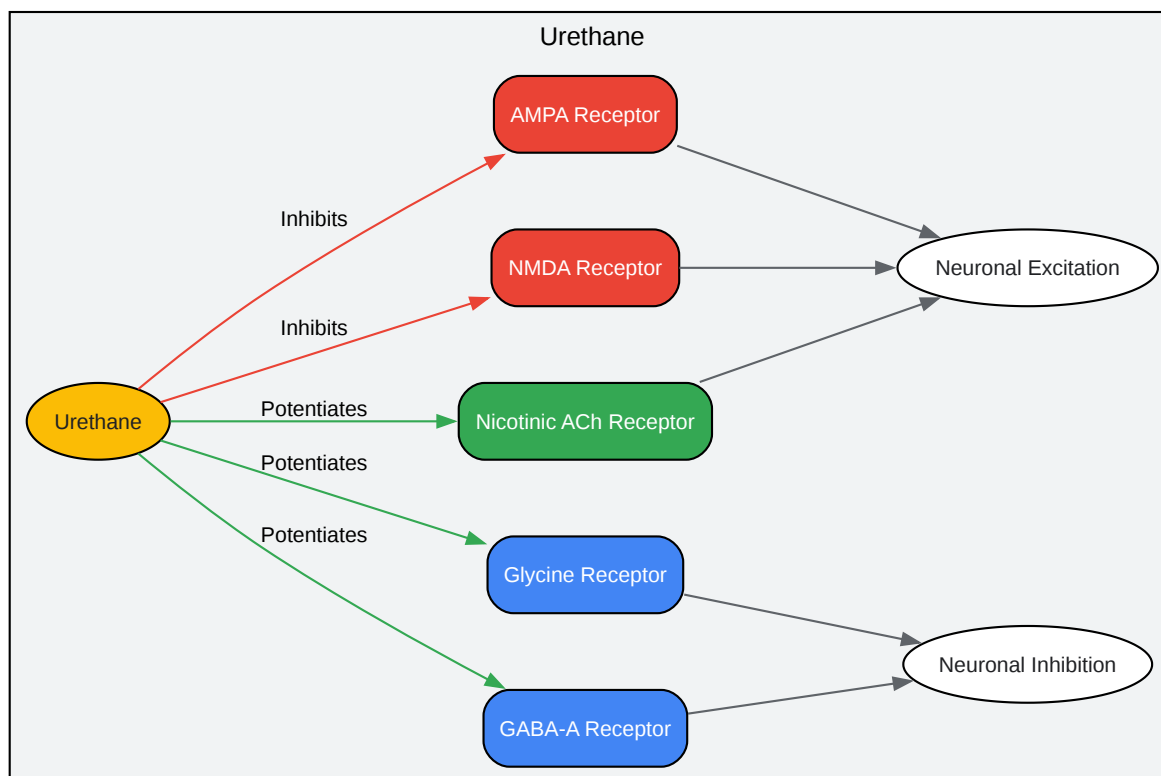 Urethane
AMPA Receptor
Inhibits
NMDA Receptor
Neuronal Excitation
Inhibits
Urethane
Potentiates
Nicotinic ACh Receptor
Potentiates
Potentiates
Glycine Receptor
Neuronal Inhibition
GABA-A Receptor